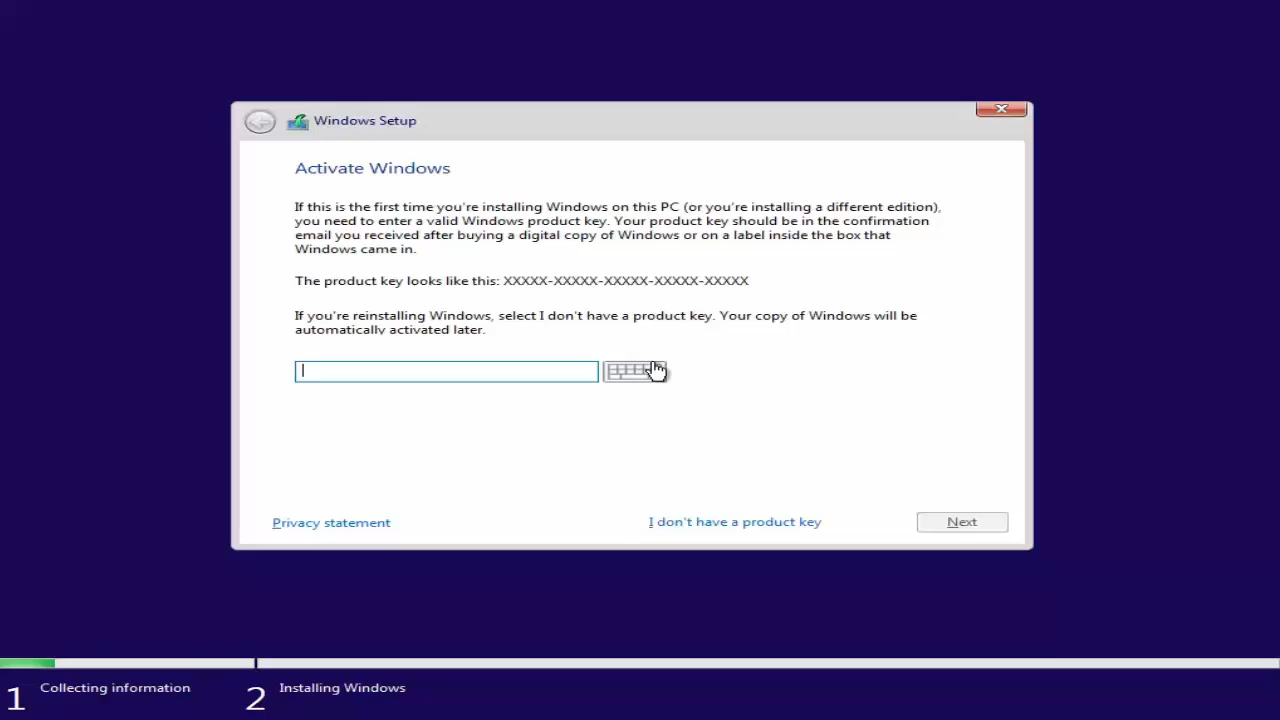 Windows Setup
Activate Windows
If this is the first time you're installing Windows on this PC (or you're installing a different edition),
you need to enter a valid Windows product key. Your product key should be in the confirmation
email you received after buying a digital copy of Windows or on a label inside the box that
Windows came in.
The product key looks like this: XXXXX-XXXXX-XXXXX-XXXXX-XXXXX
If you're reinstalling Windows, select I don't have a product key. Your copy of Windows will be
automatically activated later.
Privacy statement
I don't have a product key
Next
1 Collecting information
2 Installing Windows